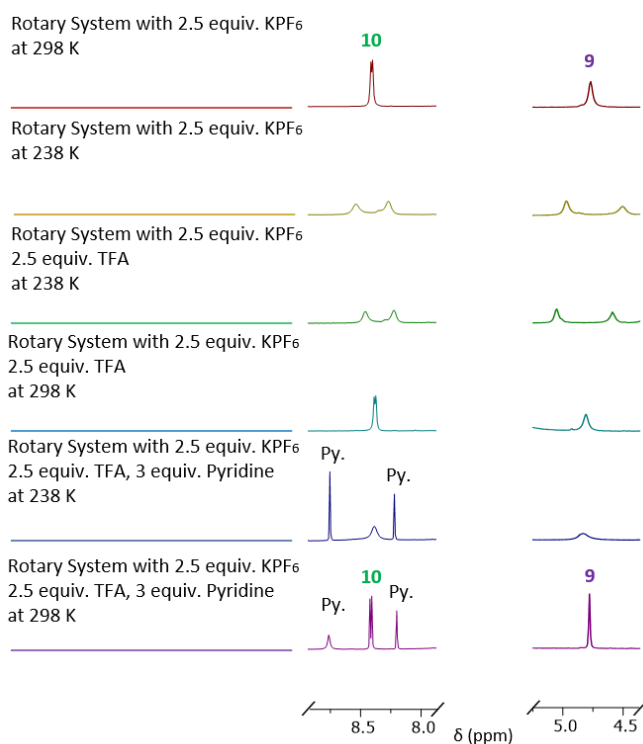 Rotary System with 2.5 equiv. KPF₆
at 298 K
10
9
Rotary System with 2.5 equiv. KPF₆
at 238 K
Rotary System with 2.5 equiv. KPF₆
2.5 equiv. TFA
at 238 K
Rotary System with 2.5 equiv. KPF₆
2.5 equiv. TFA
at 298 K
Rotary System with 2.5 equiv. KPF₆
2.5 equiv. TFA, 3 equiv. Pyridine
at 238 K
Py.
Py.
Rotary System with 2.5 equiv. KPF₆
2.5 equiv. TFA, 3 equiv. Pyridine
at 298 K
Py.
10
Py.
9
8.5 8.0 5.0 4.5
δ (ppm)